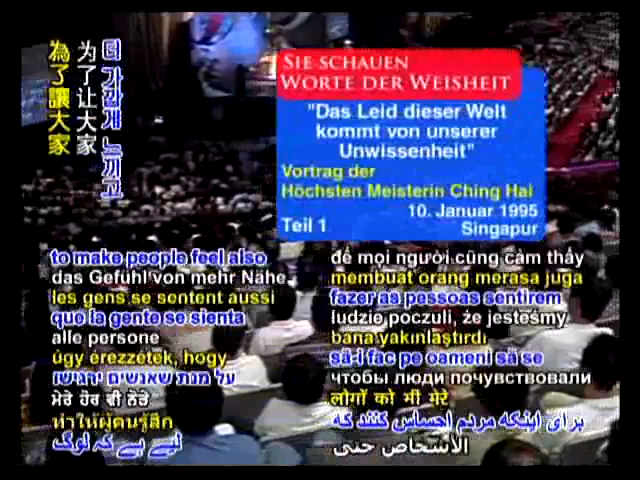 더 가깝게 느끼고
为了让大家
為了讓大家
SIE SCHAUEN
WORTE DER WEISHEIT
"Das Leid dieser Welt
kommt von unserer
Unwissenheit"
Vortrag der
Höchsten Meisterin Ching Hai
10. Januar 1995
Teil 1
Singapur
to make people feel also
das Gefühl von mehr Nähe
les gens se sentent aussi
que la gente se sienta
alle persone
úgy érezzétek, hogy
על מנת שאנשים ירגישו
ਮੇਰੇ ਹੋਰ ਵੀ ਨੇੜੇ
ทำให้ผู้คนรู้สึก
لیے ہے کہ لوگ
để mọi người cũng cảm thấy
membuat orang merasa juga
fazer as pessoas sentirem
ludzie poczuli, że jesteśmy
bana yakınlaştırdı
să-i fac pe oameni să se
чтобы люди почувствовали
लोगों को भी मेरे
برای اینکه مردم احساس کنند که
الأشخاص حتى